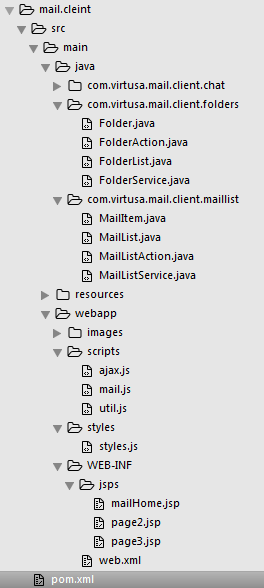 mail.cleint
src
main
java
com.virtusa.mail.client.chat
com.virtusa.mail.client.folders
Folder.java
FolderAction.java
FolderList.java
FolderService.java
com.virtusa.mail.client.maillist
MailItem.java
MailList.java
MailListAction.java
MailListService.java
resources
webapp
images
scripts
ajax.js
mail.js
util.js
styles
styles.js
WEB-INF
jsps
mailHome.jsp
page2.jsp
page3.jsp
web.xml
pom.xml